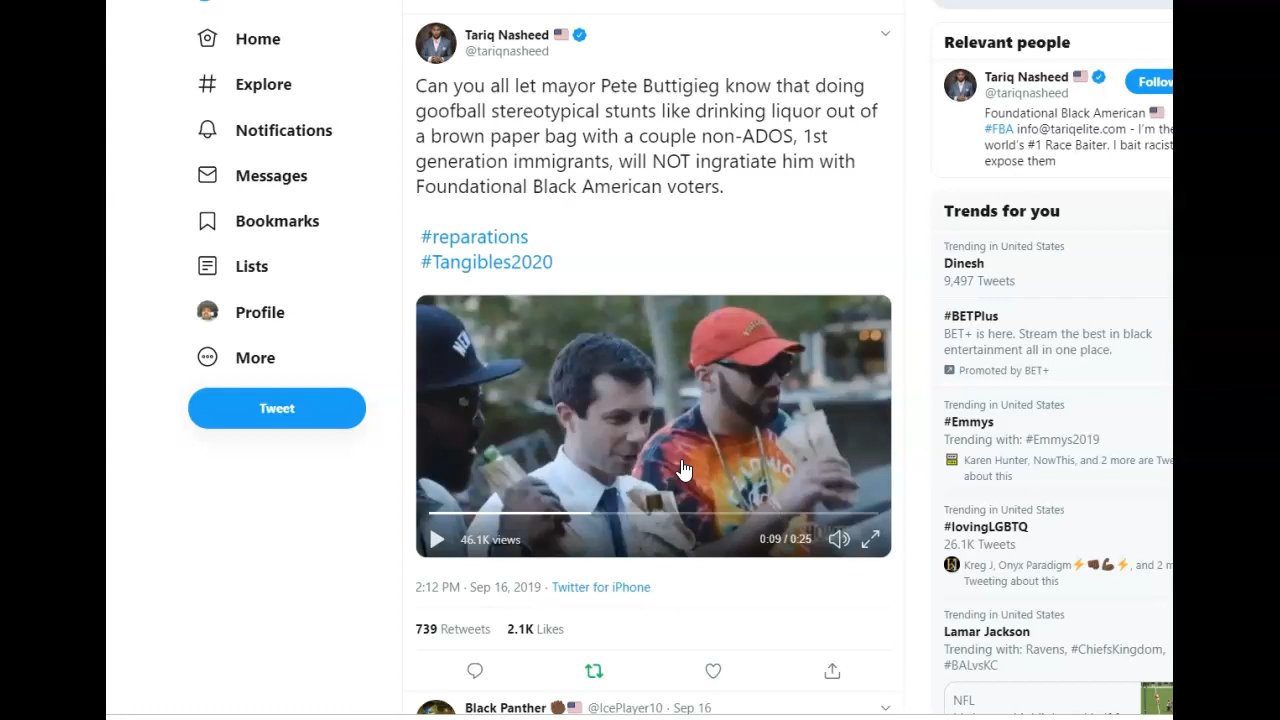 Home
Explore
Notifications
Messages
Bookmarks
Lists
Profile
More
Tweet
Tariq Nasheed
@tariqnasheed
Can you all let mayor Pete Buttigieg know that doing
goofball stereotypical stunts like drinking liquor out of
a brown paper bag with a couple non-ADOS, 1st
generation immigrants, will NOT ingratiate him with
Foundational Black American voters.
#reparations
#Tangibles2020
46.1K views
0:09 / 0:25
2:12 PM · Sep 16, 2019 · Twitter for iPhone
739 Retweets 2.1K Likes
Black Panther @IcePlayer10 · Sep 16
Relevant people
Tariq Nasheed
@tariqnasheed
Follow
Foundational Black American
#FBA info@tariqelite.com - I'm the
world's #1 Race Baiter. I bait racist
expose them
Trends for you
Trending in United States
Dinesh
9,497 Tweets
#BETPlus
BET+ is here. Stream the best in black
entertainment all in one place.
Promoted by BET+
Trending in United States
#Emmys
Trending with: #Emmys2019
Karen Hunter, NowThis, and 2 more are Twe
about this
Trending in United States
#lovingLGBTQ
26.1K Tweets
Kreg J, Onyx Paradigm⚡, and 2 m
Tweeting about this
Trending in United States
Lamar Jackson
Trending with: Ravens, #ChiefsKingdom,
#BALvsKC
NFL